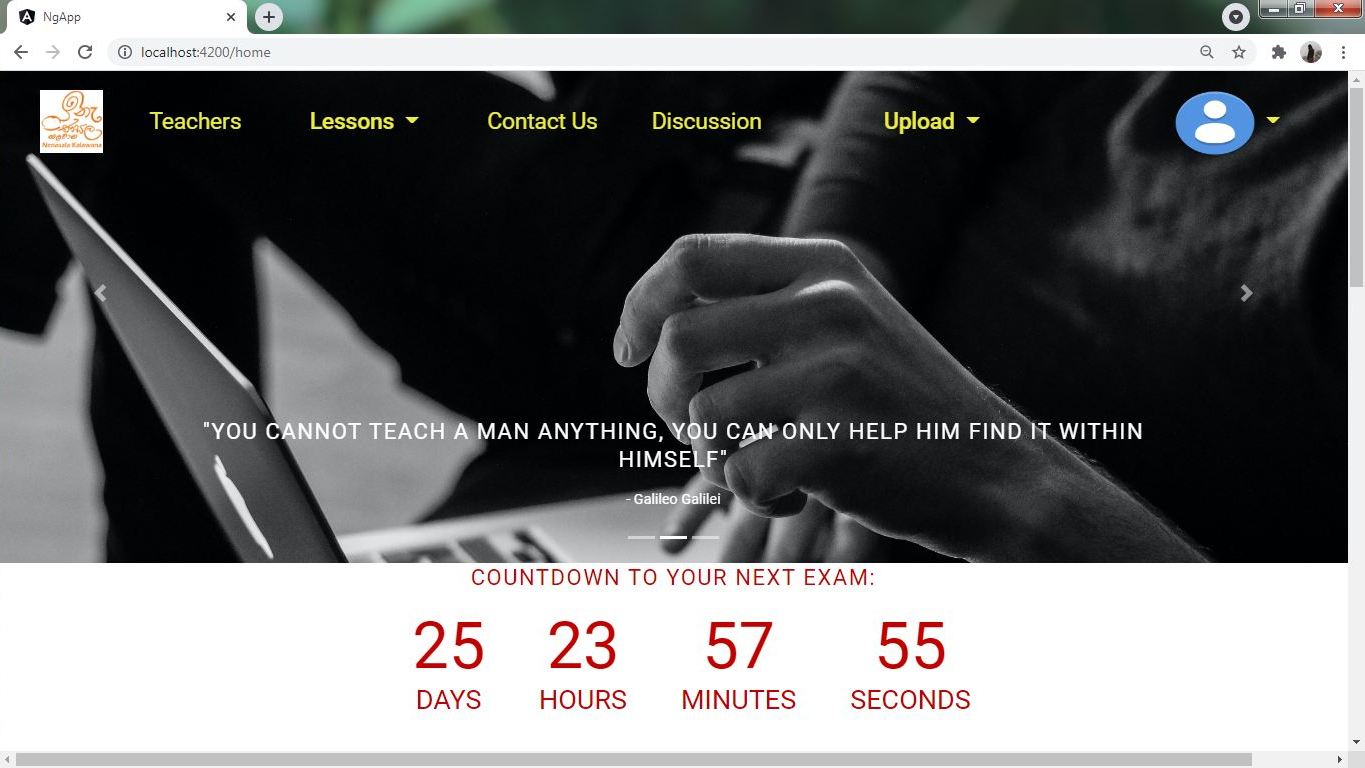 NgApp
localhost:4200/home
Teachers
Lessons
Contact Us
Discussion
Upload
Nenasala Kalawana
"YOU CANNOT TEACH A MAN ANYTHING, YOU CAN ONLY HELP HIM FIND IT WITHIN
HIMSELF"
- Galileo Galilei
COUNTDOWN TO YOUR NEXT EXAM:
25 23 57 55
DAYS HOURS MINUTES SECONDS